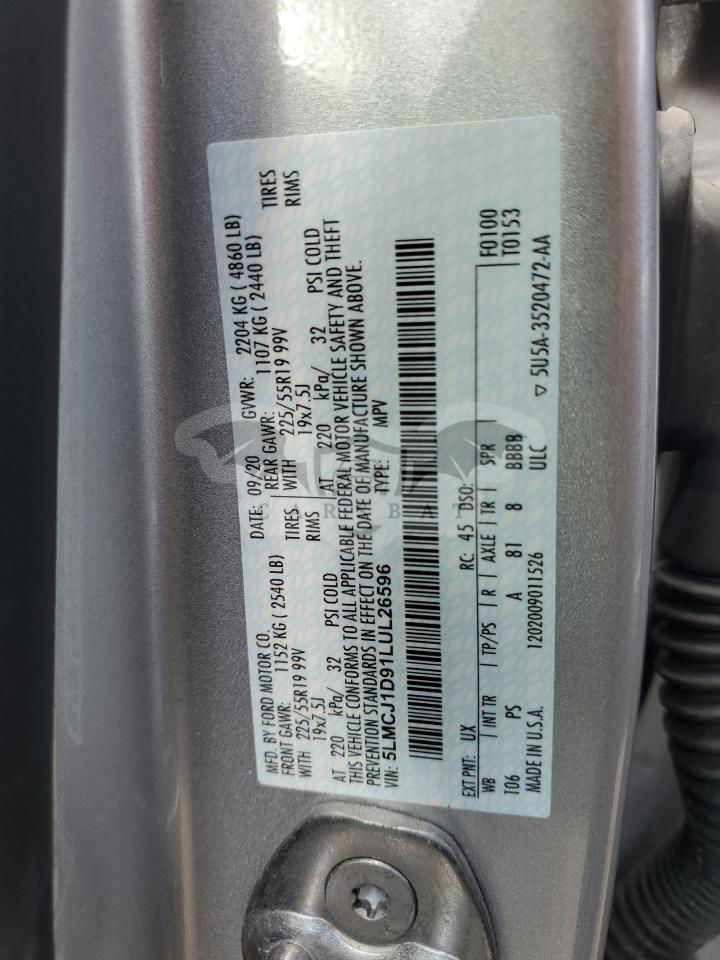 MFD. BY FORD MOTOR CO. DATE: 09/20 GVWR: 2204 KG ( 4860 LB)
FRONT GAWR: 1152 KG ( 2540 LB) REAR GAWR: 1107 KG ( 2440 LB)
WITH 225/55R19 99V TIRES WITH 225/55R19 99V TIRES
19x7.5J RIMS 19x7.5J RIMS
AT 220 kPa/ 32 PSI COLD AT 220 kPa/ 32 PSI COLD
THIS VEHICLE CONFORMS TO ALL APPLICABLE FEDERAL MOTOR VEHICLE SAFETY AND THEFT
PREVENTION STANDARDS IN EFFECT ON THE DATE OF MANUFACTURE SHOWN ABOVE.
VIN: 5LMCJ1D91LUL26596 TYPE: MPV
EXT PNT: UX RC: 45 DSO: F0100
WB INT TR TP/PS R AXLE TR SPR T0153
T06 PS A 81 8 BBBB
MADE IN U.S.A. 1202009011526 ULC ▽ 5U5A-3520472-AA
CAR BAT